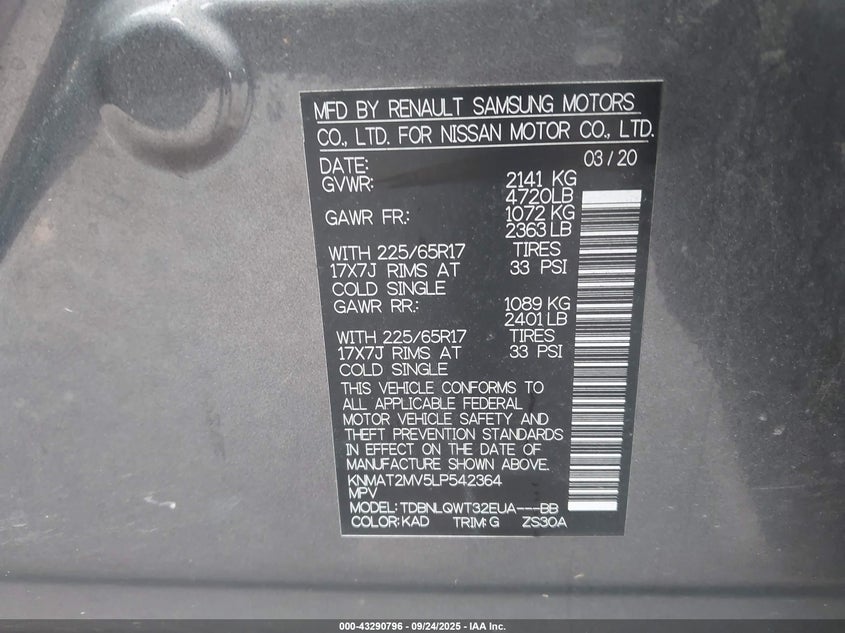 MFD BY RENAULT SAMSUNG MOTORS
CO., LTD. FOR NISSAN MOTOR CO., LTD.
DATE: 03 / 20
GVWR: 2141 KG
4720LB
GAWR FR.: 1072 KG
2363 LB
WITH 225/65R17 TIRES
17X7J RIMS AT 33 PSI
COLD SINGLE
GAWR RR.: 1089 KG
2401 LB
WITH 225/65R17 TIRES
17X7J RIMS AT 33 PSI
COLD SINGLE
THIS VEHICLE CONFORMS TO
ALL APPLICABLE FEDERAL
MOTOR VEHICLE SAFETY AND
THEFT PREVENTION STANDARDS
IN EFFECT ON THE DATE OF
MANUFACTURE SHOWN ABOVE.
KNMAT2MV5LP542364
MPV
MODEL: TDBNLQWT32EUA---BB
COLOR: KAD TRIM: G ZS30A
000-43290796 - 09/24/2025 - IAA Inc.